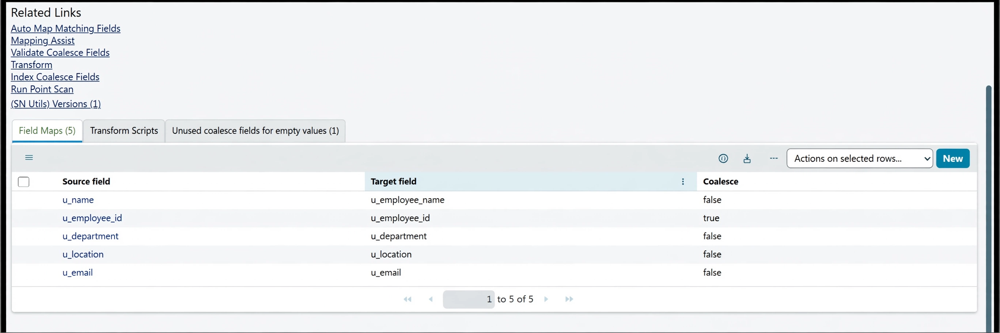 Related Links
Auto Map Matching Fields
Mapping Assist
Validate Coalesce Fields
Transform
Index Coalesce Fields
Run Point Scan
(SN Utils) Versions (1)
Field Maps (5) Transform Scripts Unused coalesce fields for empty values (1)
Actions on selected rows... New
Source field Target field Coalesce
u_name u_employee_name false
u_employee_id u_employee_id true
u_department u_department false
u_location u_location false
u_email u_email false
1 to 5 of 5